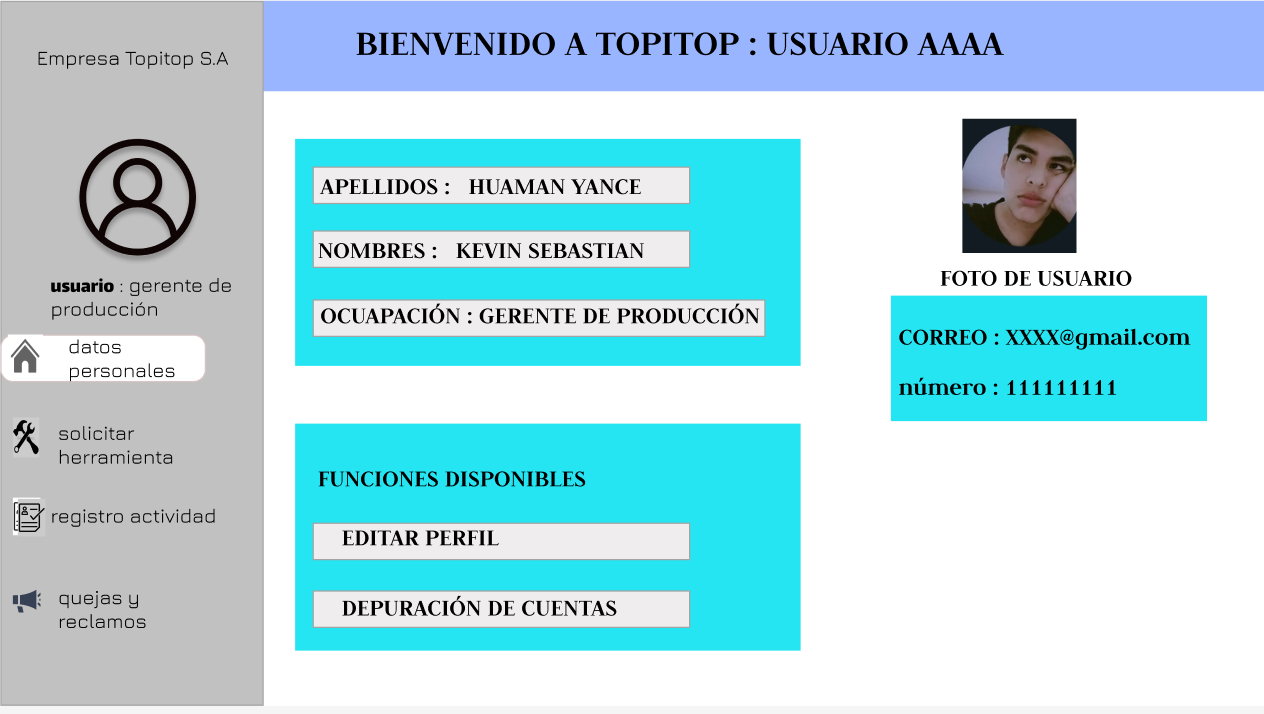 Empresa Topitop S.A
BIENVENIDO A TOPITOP : USUARIO AAAA
usuario : gerente de
producción
datos
personales
solicitar
herramienta
registro actividad
quejas y
reclamos
APELLIDOS : HUAMAN YANCE
NOMBRES : KEVIN SEBASTIAN
OCUAPACIÓN : GERENTE DE PRODUCCIÓN
FUNCIONES DISPONIBLES
EDITAR PERFIL
DEPURACIÓN DE CUENTAS
FOTO DE USUARIO
CORREO : XXXX@gmail.com
número : 111111111